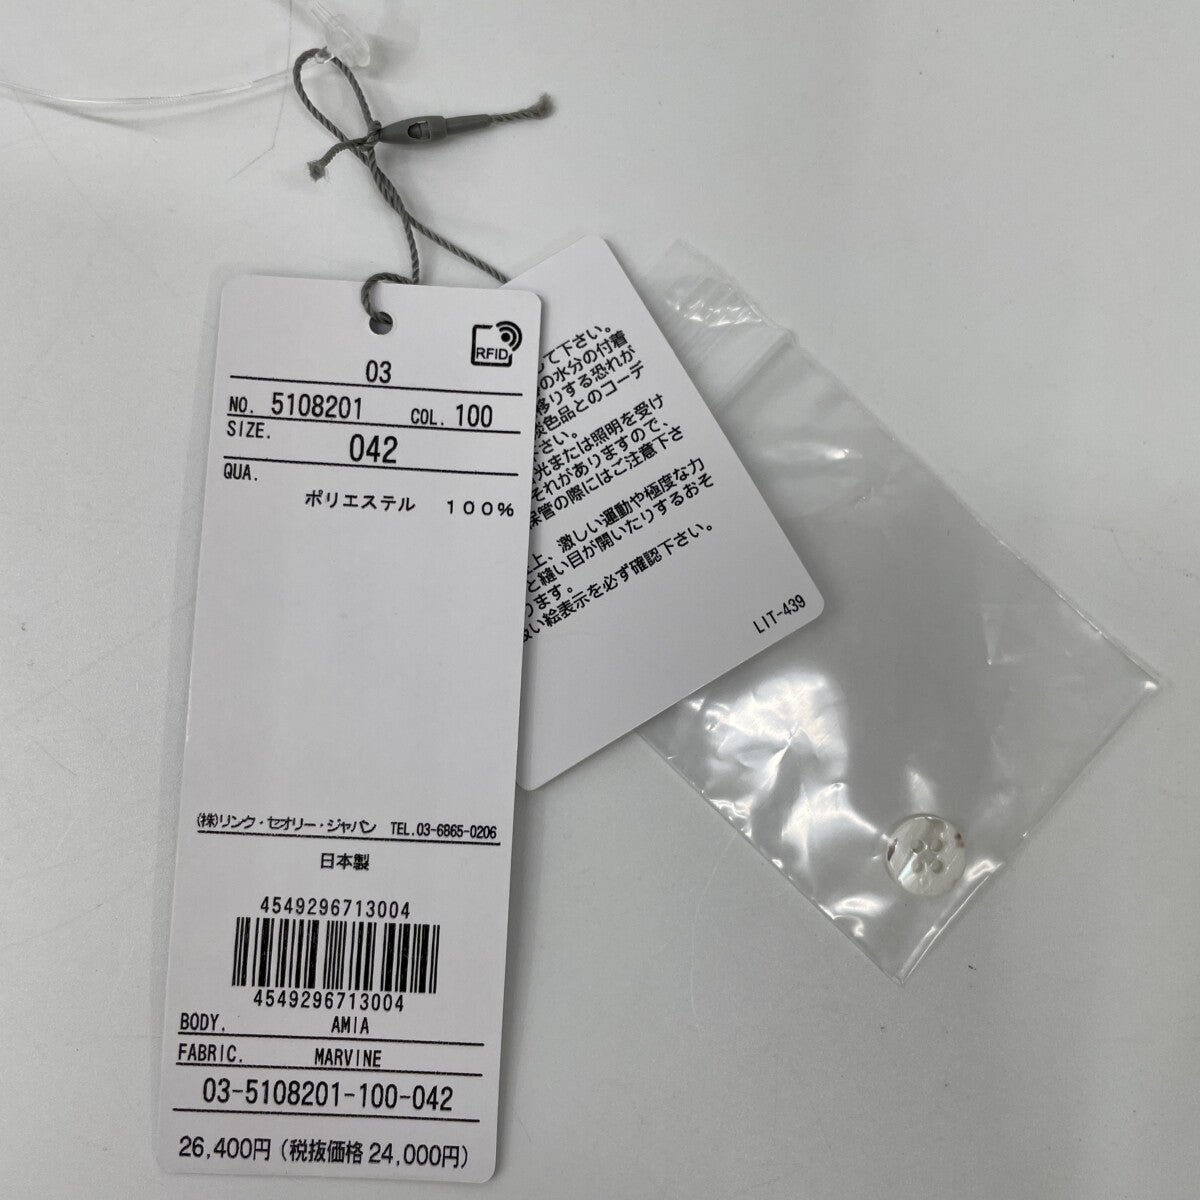 RFID
03
NO. 5108201 COL. 100
SIZE. 042
QUA.
ポリエステル 100%
(株)リンク・セオリー・ジャパン TEL.03-6865-0206
日本製
4549296713004
4549296713004
BODY. AMIA
FABRIC. MARVINE
03-5108201-100-042
26,400円(税抜価格24,000円)
て下さい。
の水分の付着
移りする恐れが
淡色品とのコーデ
さい。
光または照明を受け
それがありますので、
保管の際にはご注意下さ
上、激しい運動や極度な力
と縫い目が開いたりするおそ
ります。
扱い絵表示を必ず確認下さい。
LIT-439